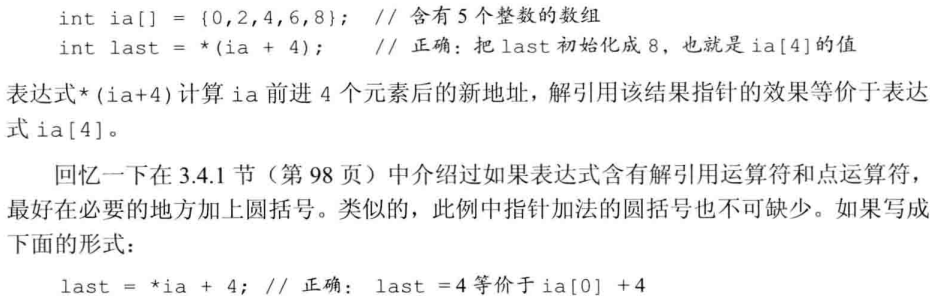 int ia[] = {0,2,4,6,8};  // 含有5个整数的数组
int last = *(ia + 4);    // 正确：把last初始化成8，也就是ia[4]的值
表达式*(ia+4)计算 ia 前进 4 个元素后的新地址，解引用该结果指针的效果等价于表达
式 ia[4]。
回忆一下在 3.4.1 节（第 98 页）中介绍过如果表达式含有解引用运算符和点运算符，
最好在必要的地方加上圆括号。类似的，此例中指针加法的圆括号也不可缺少。如果写成
下面的形式：
last = *ia + 4; // 正确： last =4等价于ia[0] +4